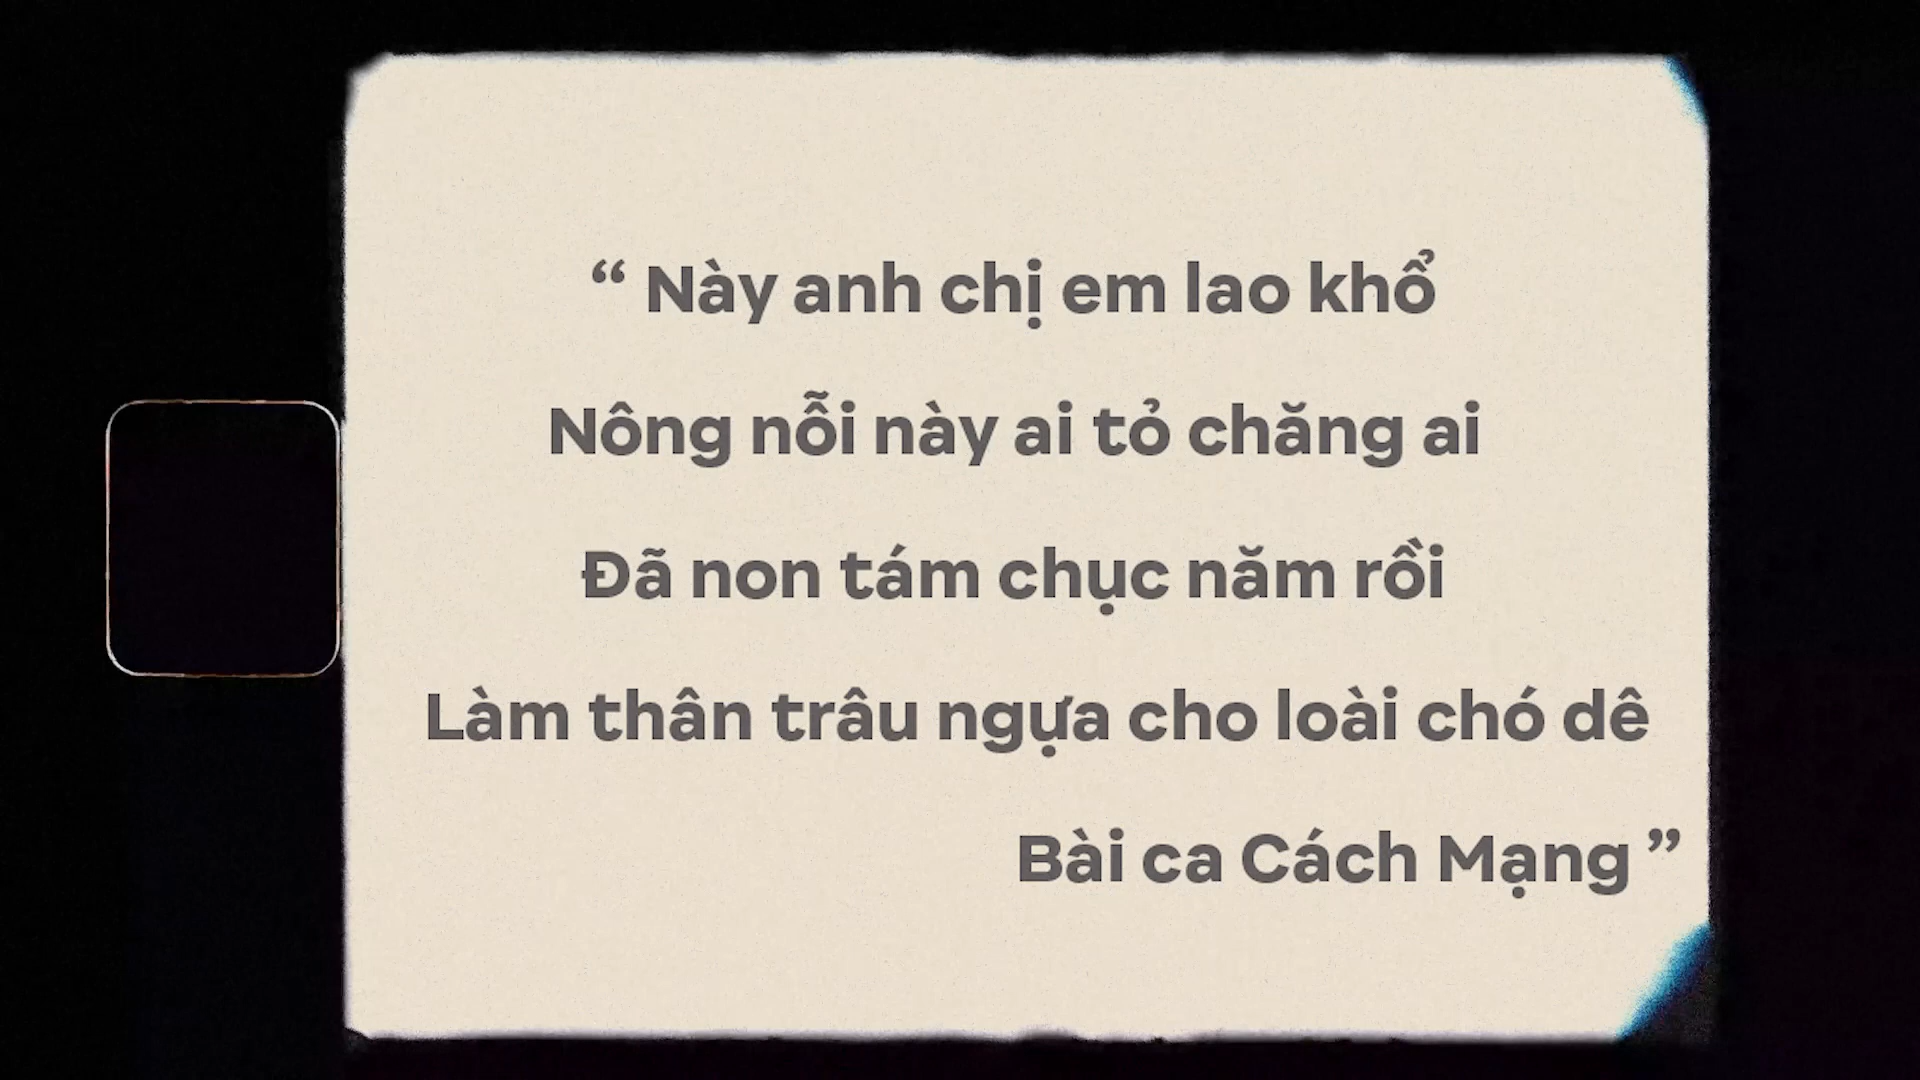 “ Này anh chị em lao khổ
Nông nỗi này ai tỏ chăng ai
Đã non tám chục năm rồi
Làm thân trâu ngựa cho loài chó dê
Bài ca Cách Mạng ”